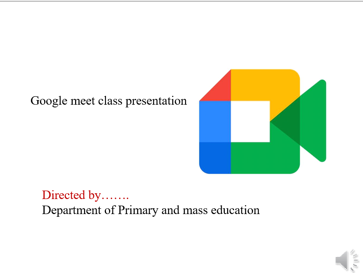 Google meet class presentation
Directed by…….
Department of Primary and mass education